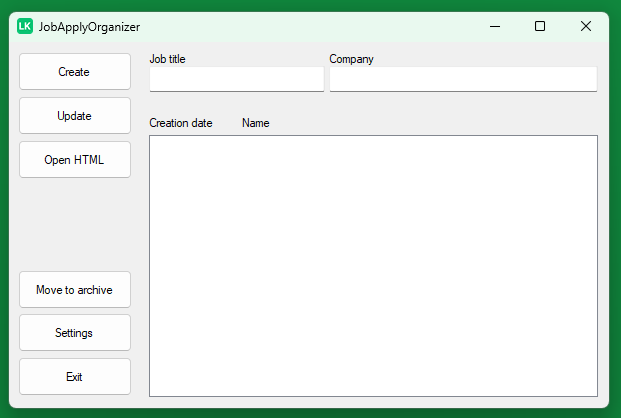 LK JobApplyOrganizer
Create
Update
Open HTML
Move to archive
Settings
Exit
Job title Company
Creation date Name